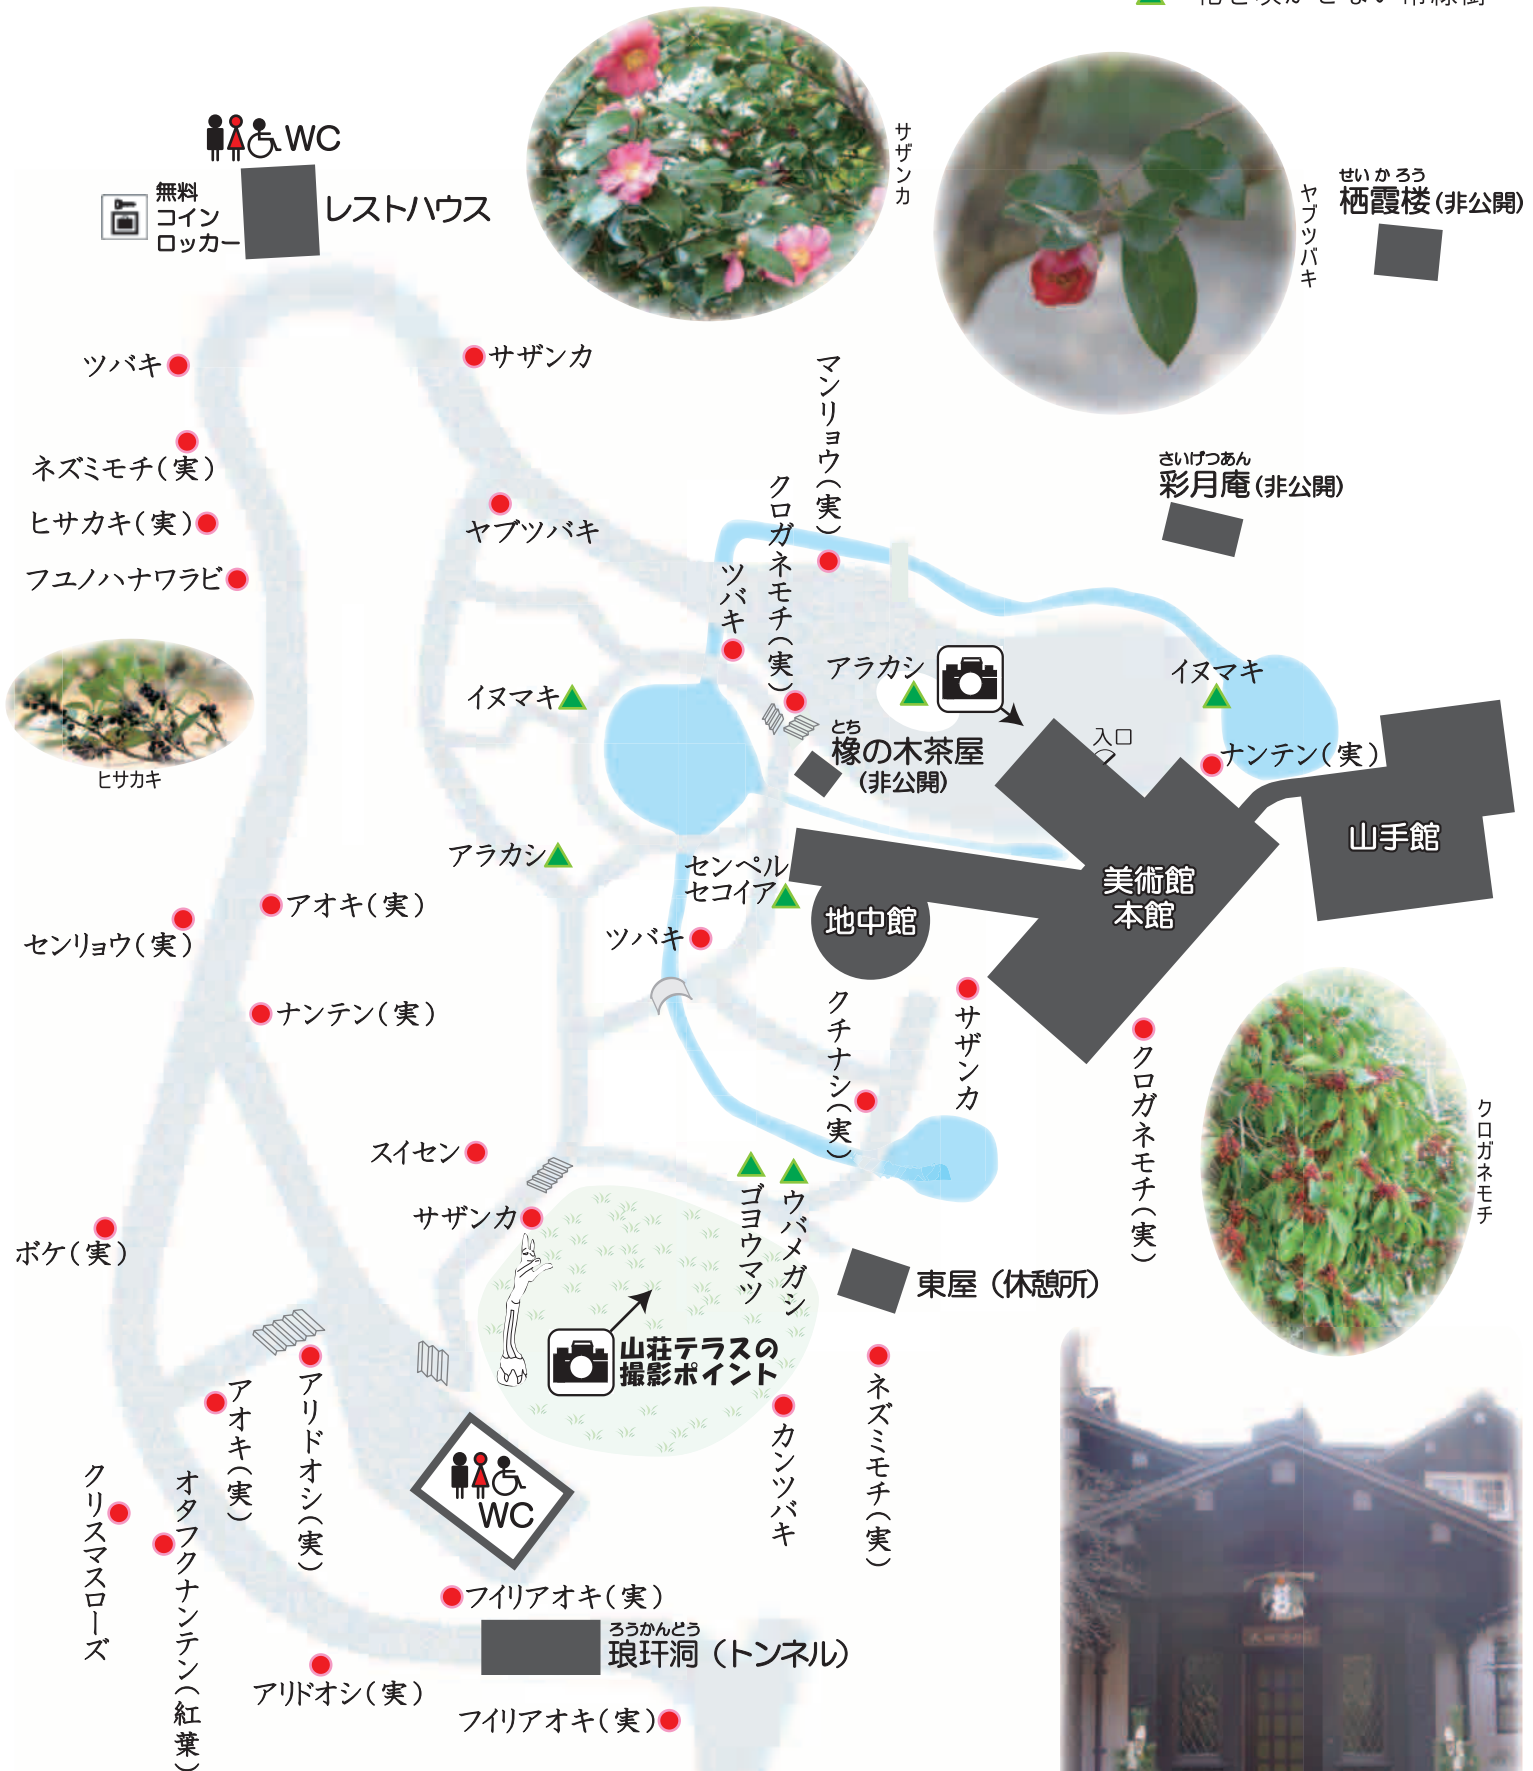 WC
無料
コイン
ロッカー
レストハウス
サザンカ
ヤブツバキ
せいかろう
栖霞楼(非公開)
ツバキ
サザンカ
マンリョウ(実)
ネズミモチ(実)
ヒサカキ(実)
フユノハナワラビ
ヤブツバキ
クロガネモチ(実)
ツバキ
さいげつあん
彩月庵(非公開)
イヌマキ
アラカシ
イヌマキ
ヒサカキ
とち
橡の木茶屋
(非公開)
入口
ナンテン(実)
山手館
アラカシ
センペル
セコイア
美術館
本館
地中館
アオキ(実)
センリョウ(実)
ツバキ
ナンテン(実)
クチナシ(実)
サザンカ
クロガネモチ(実)
クロガネモチ
スイセン
サザンカ
ゴヨウマツ
ウバメガシ
ボケ(実)
東屋(休憩所)
山荘テラスの
撮影ポイント
アオキ(実)
アリドオシ(実)
カンツバキ
ネズミモチ(実)
クリスマスローズ
オタフクナンテン(紅葉)
WC
フイリアオキ(実)
ろうかんどう
琅玕洞(トンネル)
アリドオシ(実)
フイリアオキ(実)